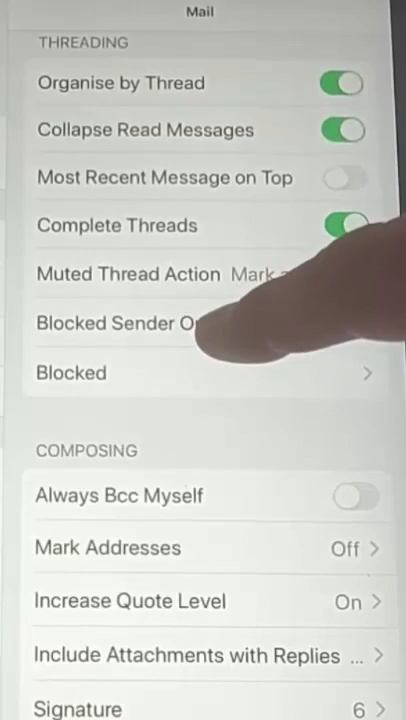 Mail
THREADING
Organise by Thread
Collapse Read Messages
Most Recent Message on Top
Complete Threads
Muted Thread Action Mark
Blocked Sender
Blocked >
COMPOSING
Always Bcc Myself
Mark Addresses Off >
Increase Quote Level On >
Include Attachments with Replies ... >
Signature 6 >